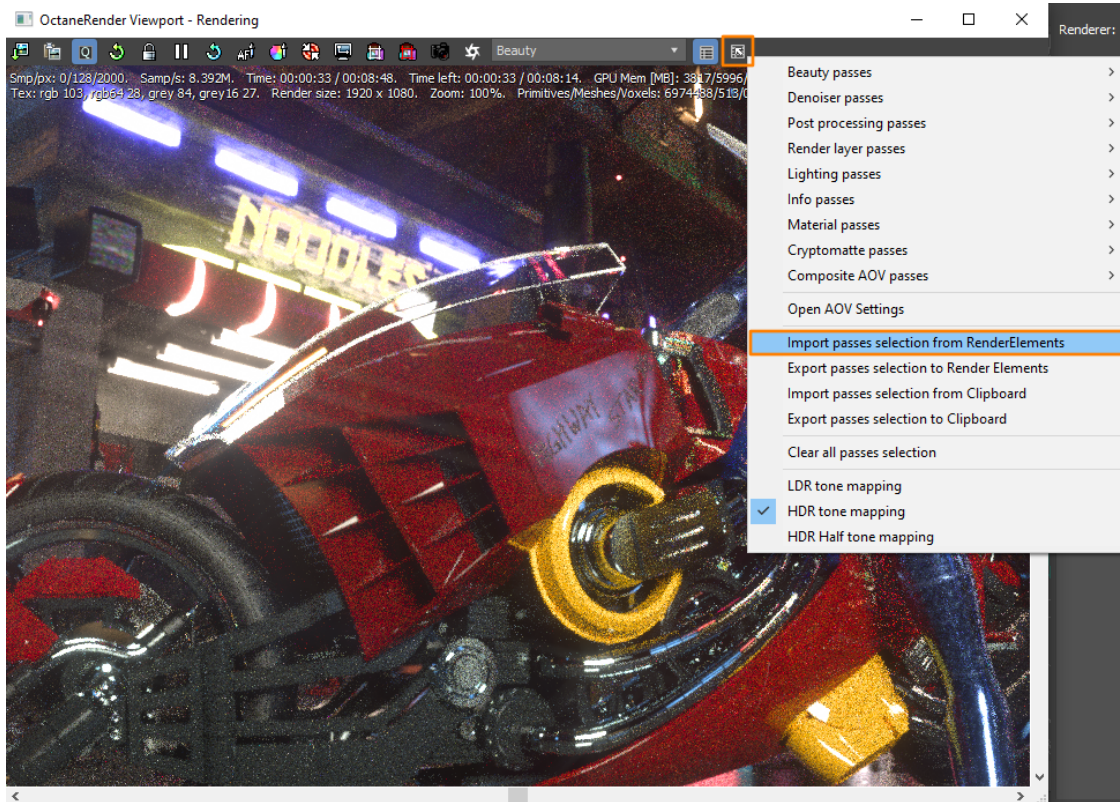 OctaneRender Viewport - Rendering
Renderer:
Beauty
Smp/px: 0/128/2000. Samp/s: 8.392M. Time: 00:00:33 / 00:08:48. Time left: 00:00:33 / 00:08:14. GPU Mem [MB]: 3817/5996/
Tex: rgb 103, rgb64 28, grey 84, grey16 27. Render size: 1920 x 1080. Zoom: 100%. Primitives/Meshes/Voxels: 6974488/513/0
NOODLES
HIGHWAY STAR
Beauty passes
Denoiser passes
Post processing passes
Render layer passes
Lighting passes
Info passes
Material passes
Cryptomatte passes
Composite AOV passes
Open AOV Settings
Import passes selection from RenderElements
Export passes selection to Render Elements
Import passes selection from Clipboard
Export passes selection to Clipboard
Clear all passes selection
LDR tone mapping
HDR tone mapping
HDR Half tone mapping